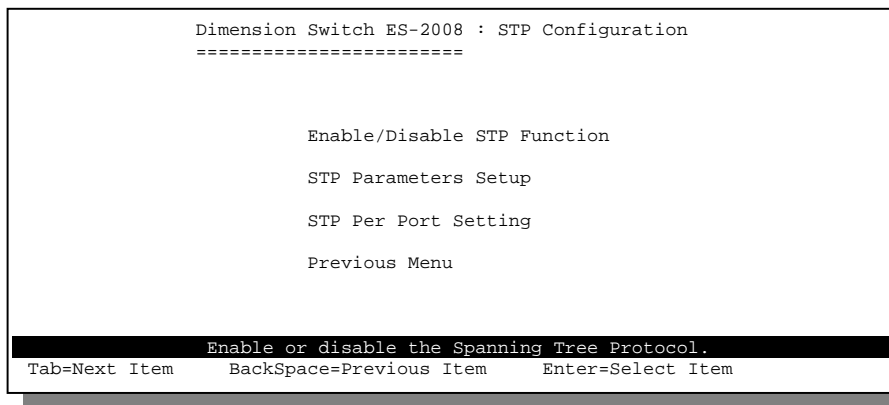 Dimension Switch ES-2008 : STP Configuration
========================
Enable/Disable STP Function
STP Parameters Setup
STP Per Port Setting
Previous Menu
Enable or disable the Spanning Tree Protocol.
Tab=Next Item BackSpace=Previous Item Enter=Select Item